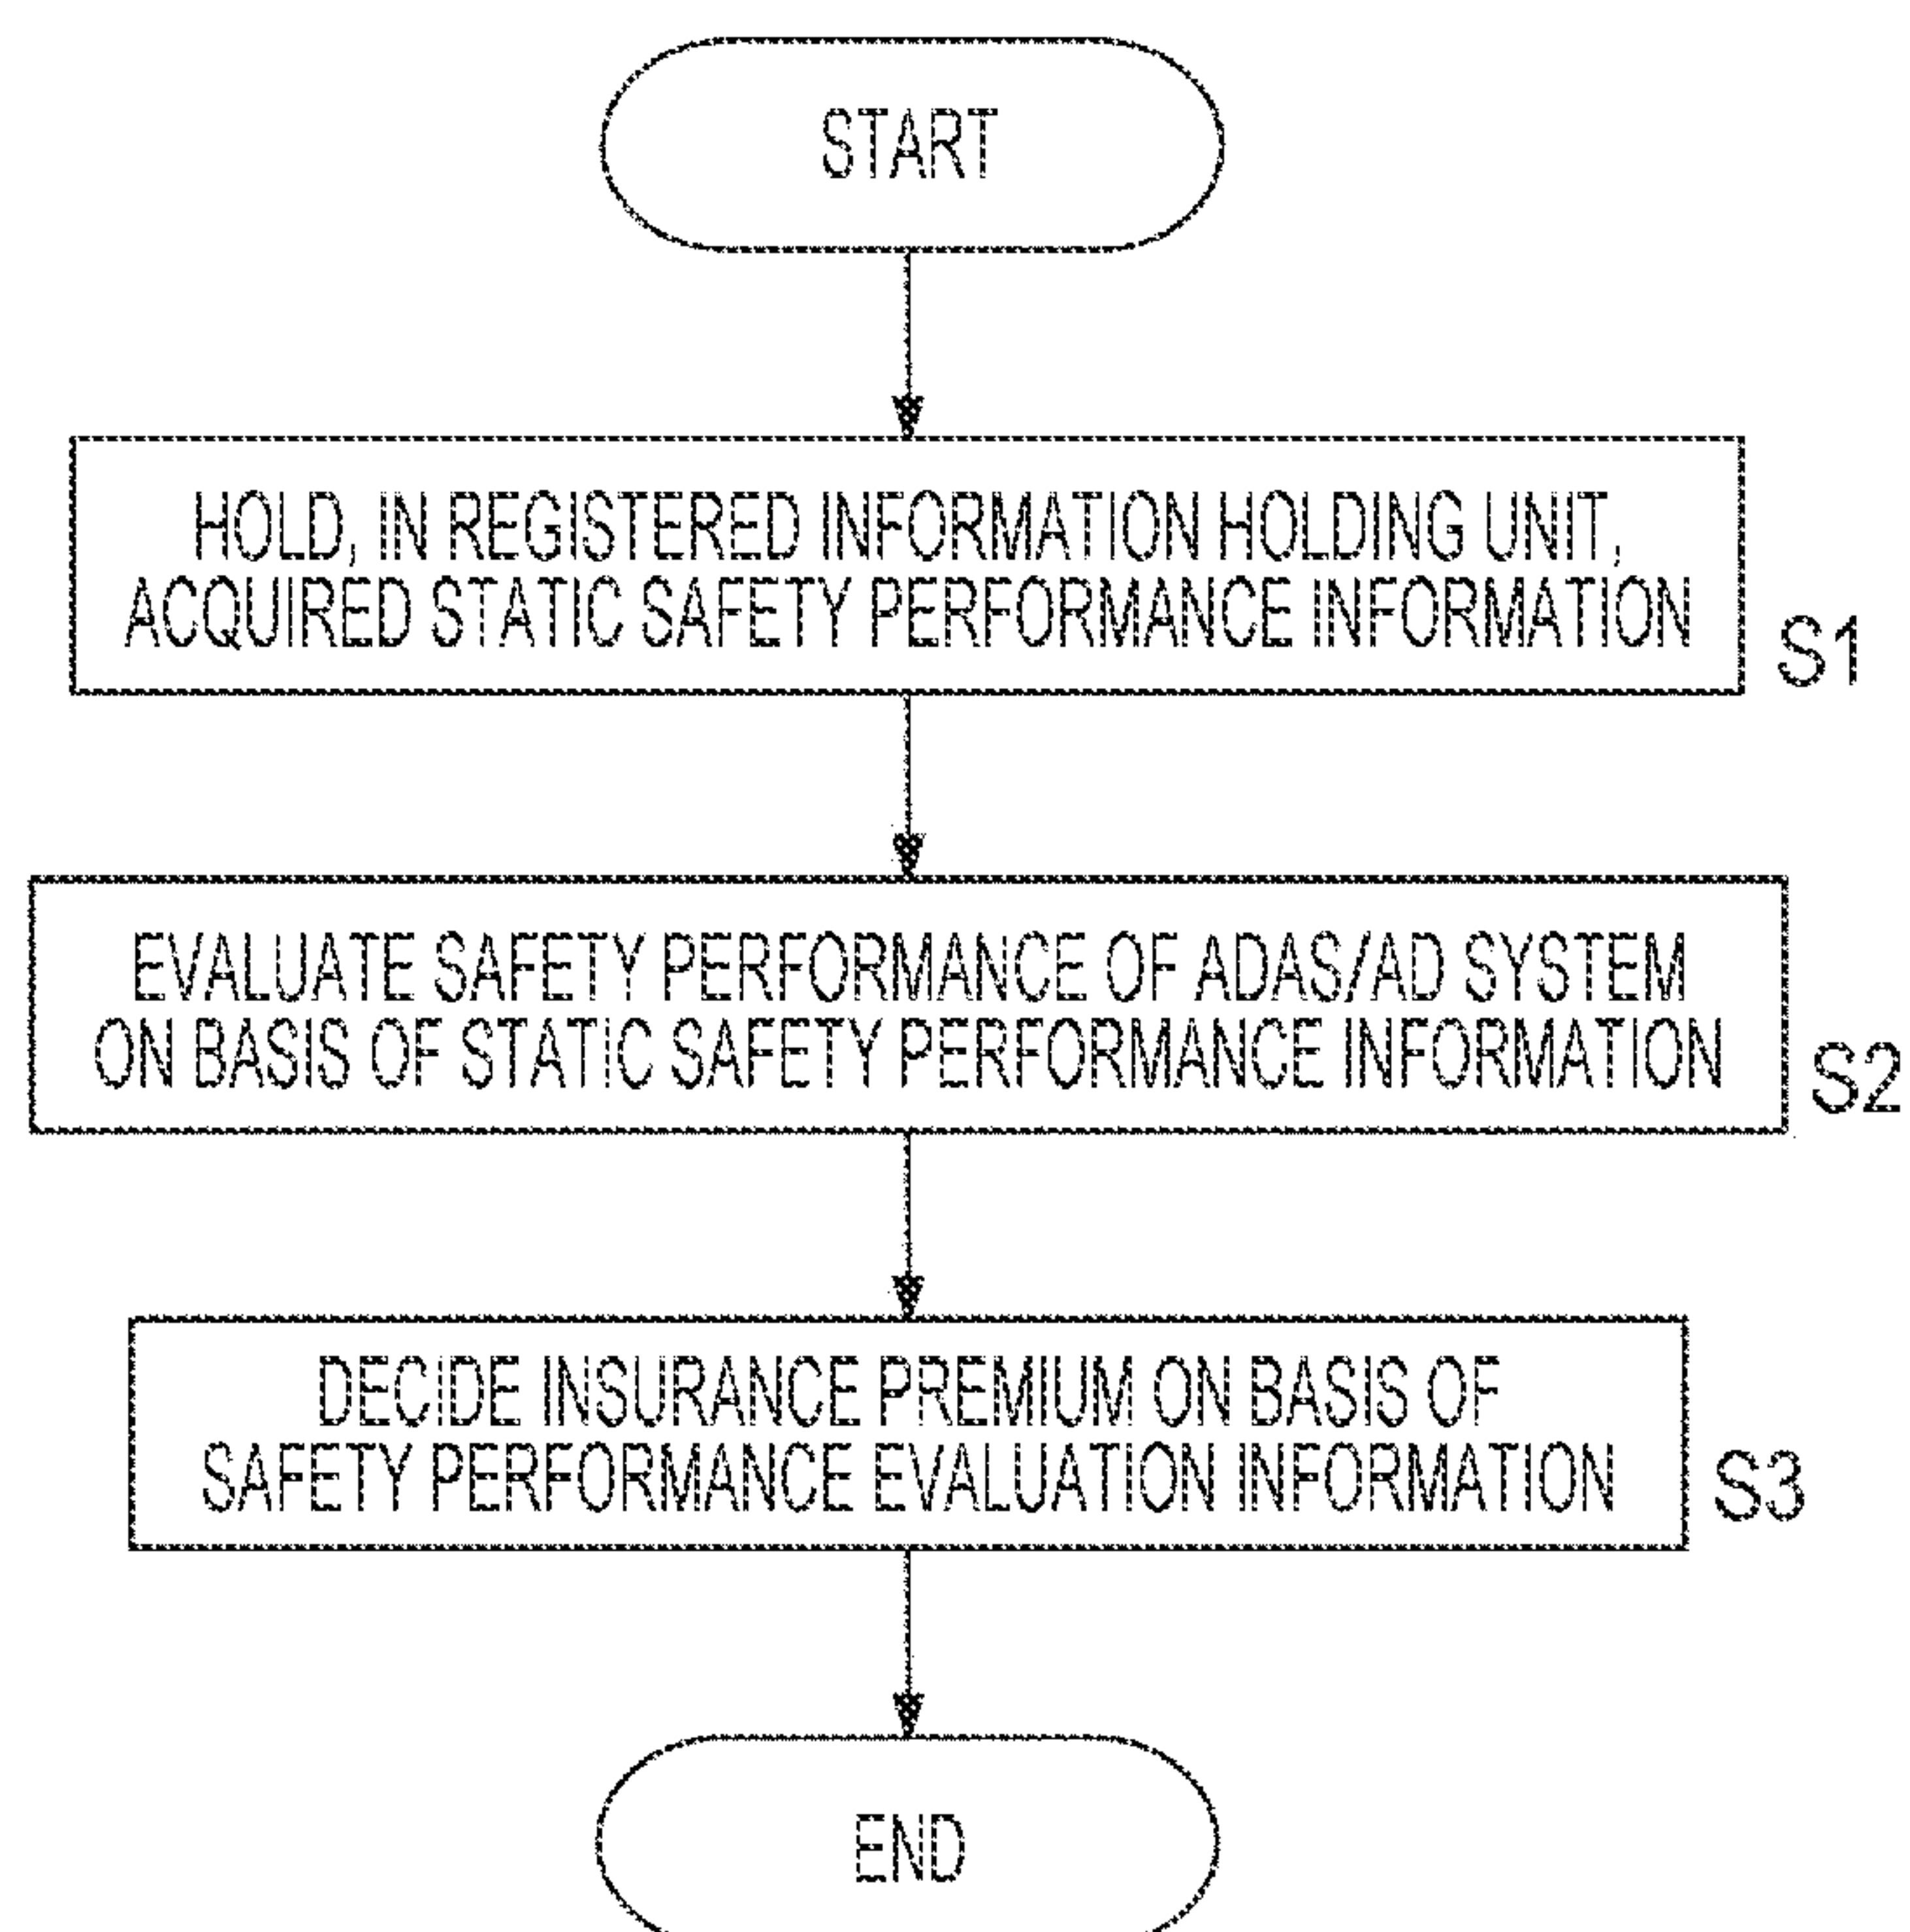 START
HOLD, IN REGISTERED INFORMATION HOLDING UNIT,
ACQUIRED STATIC SAFETY PERFORMANCE INFORMATION
S1
EVALUATE SAFETY PERFORMANCE OF ADAS/AD SYSTEM
ON BASIS OF STATIC SAFETY PERFORMANCE INFORMATION
S2
DECIDE INSURANCE PREMIUM ON BASIS OF
SAFETY PERFORMANCE EVALUATION INFORMATION
S3
END